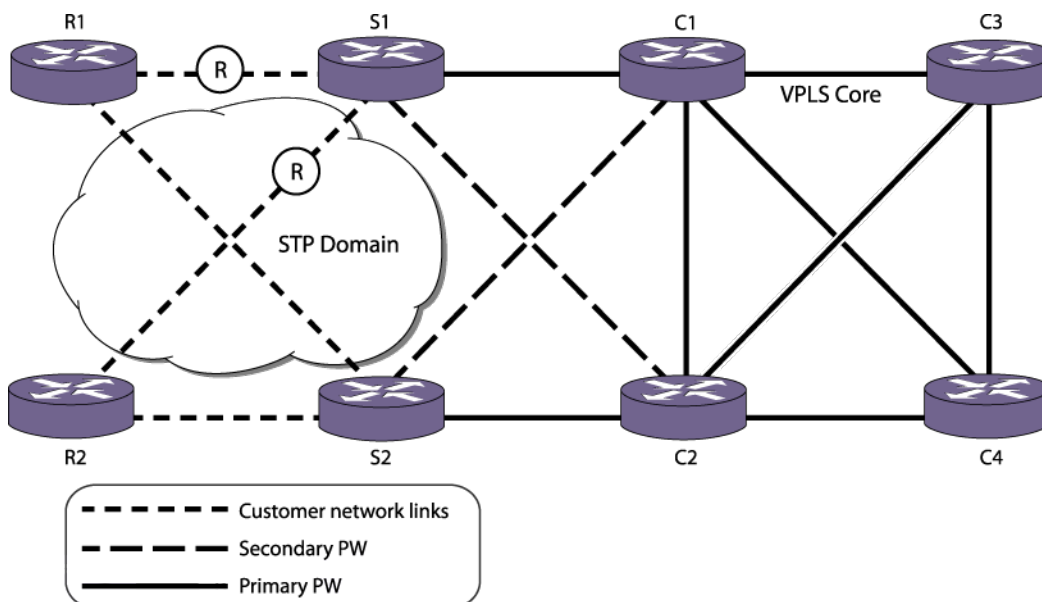 R1
S1
C1
C3
R
VPLS Core
R
STP Domain
R2
S2
C2
C4
Customer network links
Secondary PW
Primary PW